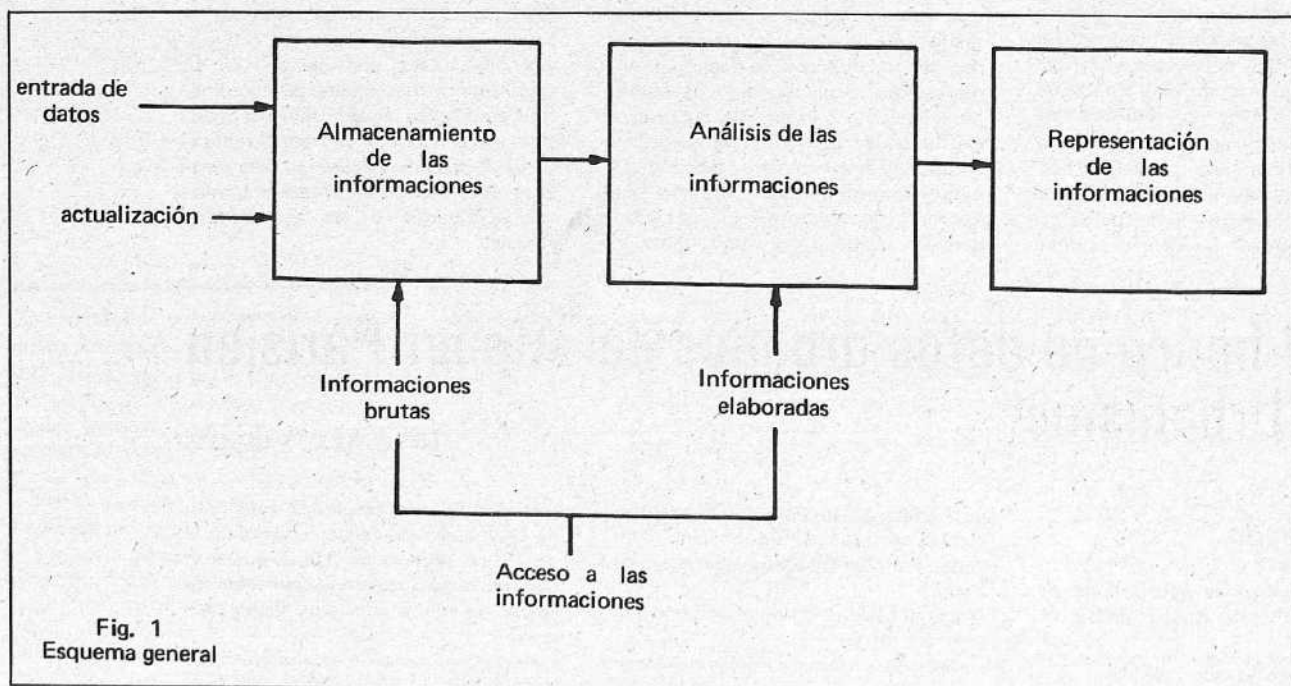 entrada de
datos
actualización
Almacenamiento
de las
informaciones
Análisis de las
informaciones
Representación
de las
informaciones
Informaciones
brutas
Informaciones
elaboradas
Acceso a las
informaciones
Fig. 1
Esquema general